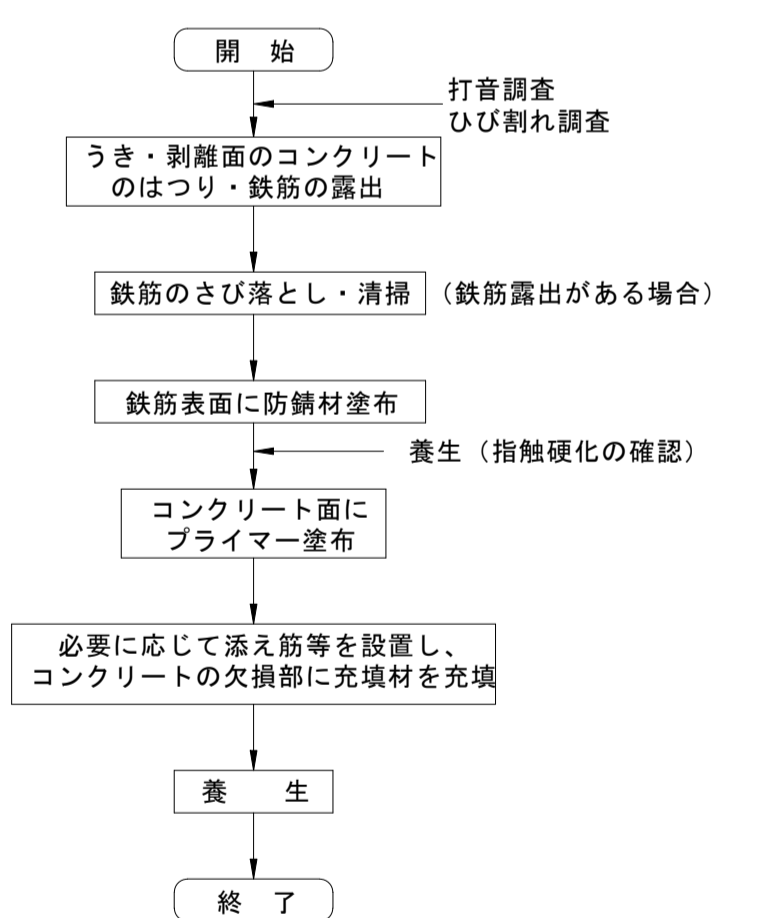 開　始
打音調査
ひび割れ調査
うき・剥離面のコンクリート
のはつり・鉄筋の露出
鉄筋のさび落とし・清掃（鉄筋露出がある場合）
鉄筋表面に防錆材塗布
養生（指触硬化の確認）
コンクリート面に
プライマー塗布
必要に応じて添え筋等を設置し、
コンクリートの欠損部に充填材を充填
養　　生
終　了